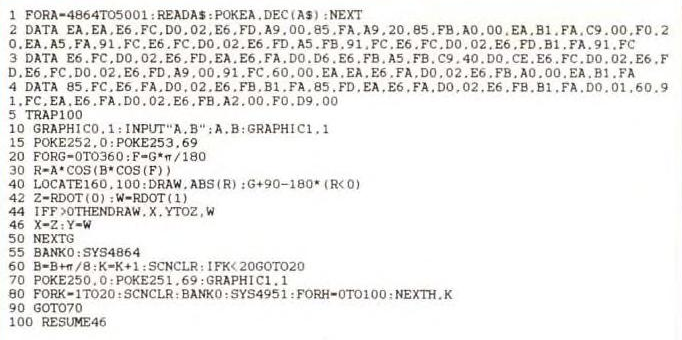 1 FORA=4864TO5001:READA$:POKEA,DEC(A$):NEXT
2 DATA EA,EA,E6,FC,D0,02,E6,FD,A9,00,85,FA,A9,20,85,FB,A0,00,EA,B1,FA,C9,00,F0,2
0,EA,A5,FA,91,FC,E6,FC,D0,02,E6,FD,A5,FB,91,FC,E6,FC,D0,02,E6,FD,B1,FA,91,FC
3 DATA E6,FC,D0,02,E6,FD,EA,E6,FA,D0,D6,E6,FB,A5,FB,C9,40,D0,CE,E6,FC,D0,02,E6,F
D,E6,FC,D0,02,E6,FD,A9,00,91,FC,60,00,EA,EA,E6,FA,D0,02,E6,FB,A0,00,EA,B1,FA
4 DATA 85,FC,E6,FA,D0,02,E6,FB,B1,FA,85,FD,EA,E6,FA,D0,02,E6,FB,B1,FA,D0,01,60,9
1,FC,EA,E6,FA,D0,02,E6,FB,A2,00,F0,D9,00
5 TRAP100
10 GRAPHIC0,1:INPUT"A,B";A,B:GRAPHIC1,1
15 POKE252,0:POKE253,69
20 FORG=0TO360:F=G*π/180
30 R=A*COS(B*COS(F))
40 LOCATE160,100:DRAW,ABS(R);G+90-180*(R<0)
42 Z=RDOT(0):W=RDOT(1)
44 IFF>0THENDRAW,X,YTOZ,W
46 X=Z:Y=W
50 NEXTG
55 BANK0:SYS4864
60 B=B+π/8:K=K+1:SCNCLR:IFK<20GOTO20
70 POKE250,0:POKE251,69:GRAPHIC1,1
80 FORK=1TO20:SCNCLR:BANK0:SYS4951:FORH=0TO100:NEXTH,K
90 GOTO70
100 RESUME46